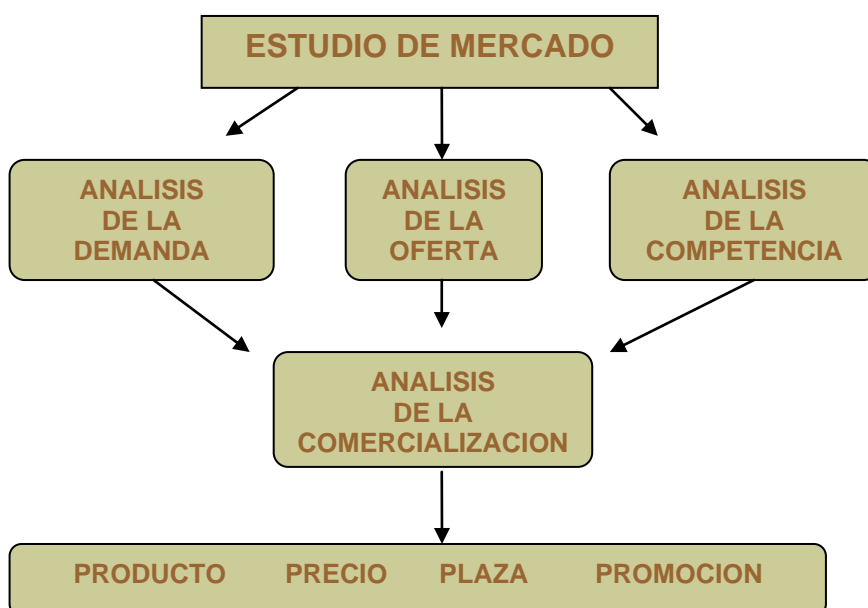 ESTUDIO DE MERCADO
ANALISIS
DE LA
DEMANDA
ANALISIS
DE LA
OFERTA
ANALISIS
DE LA
COMPETENCIA
ANALISIS
DE LA
COMERCIALIZACION
PRODUCTO PRECIO PLAZA PROMOCION